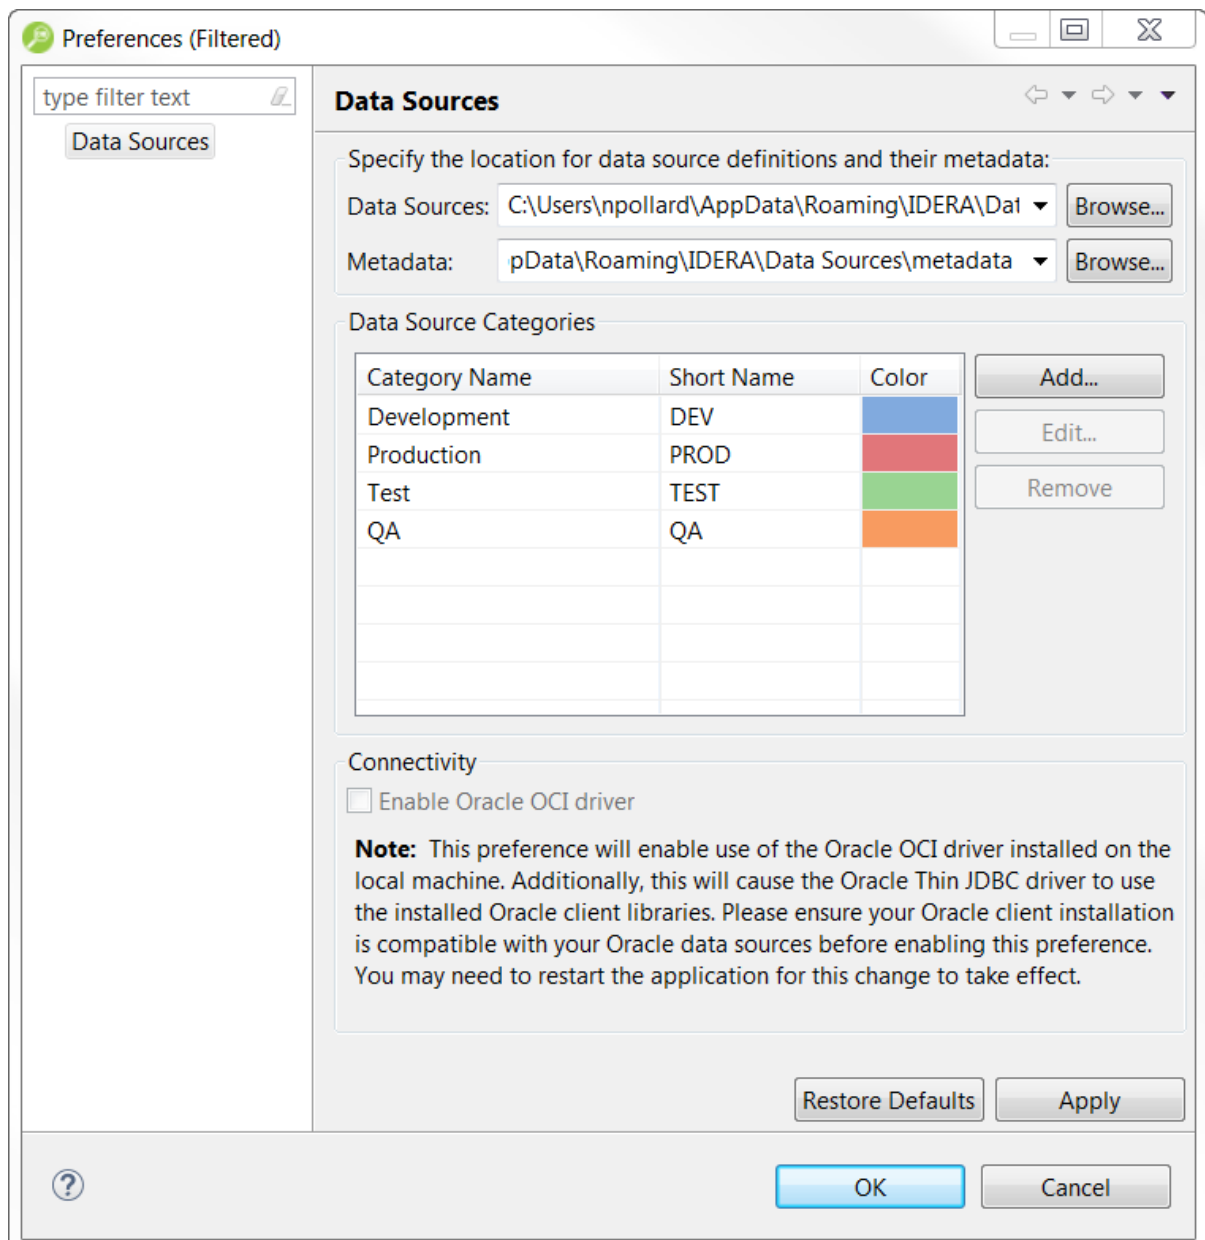 Preferences (Filtered)
type filter text
Data Sources
Data Sources
Specify the location for data source definitions and their metadata:
Data Sources: C:\Users\npollard\AppData\Roaming\IDERA\Dat Browse...
Metadata: pData\Roaming\IDERA\Data Sources\metadata Browse...
Data Source Categories
Category Name Short Name Color Add...
Development DEV Edit...
Production PROD
Test TEST Remove
QA QA
Connectivity
Enable Oracle OCI driver
Note: This preference will enable use of the Oracle OCI driver installed on the
local machine. Additionally, this will cause the Oracle Thin JDBC driver to use
the installed Oracle client libraries. Please ensure your Oracle client installation
is compatible with your Oracle data sources before enabling this preference.
You may need to restart the application for this change to take effect.
Restore Defaults Apply
? OK Cancel